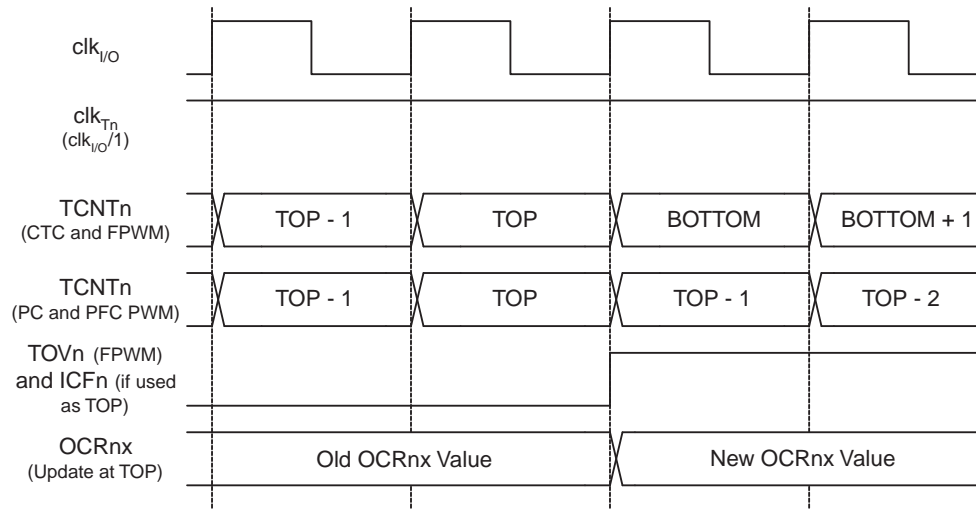 clkI/O
clkTn
(clkI/O/1)
TCNTn
(CTC and FPWM)
TOP - 1
TOP
BOTTOM
BOTTOM + 1
TCNTn
(PC and PFC PWM)
TOP - 1
TOP
TOP - 1
TOP - 2
TOVn (FPWM)
and ICFn (if used
as TOP)
OCRnx
(Update at TOP)
Old OCRnx Value
New OCRnx Value